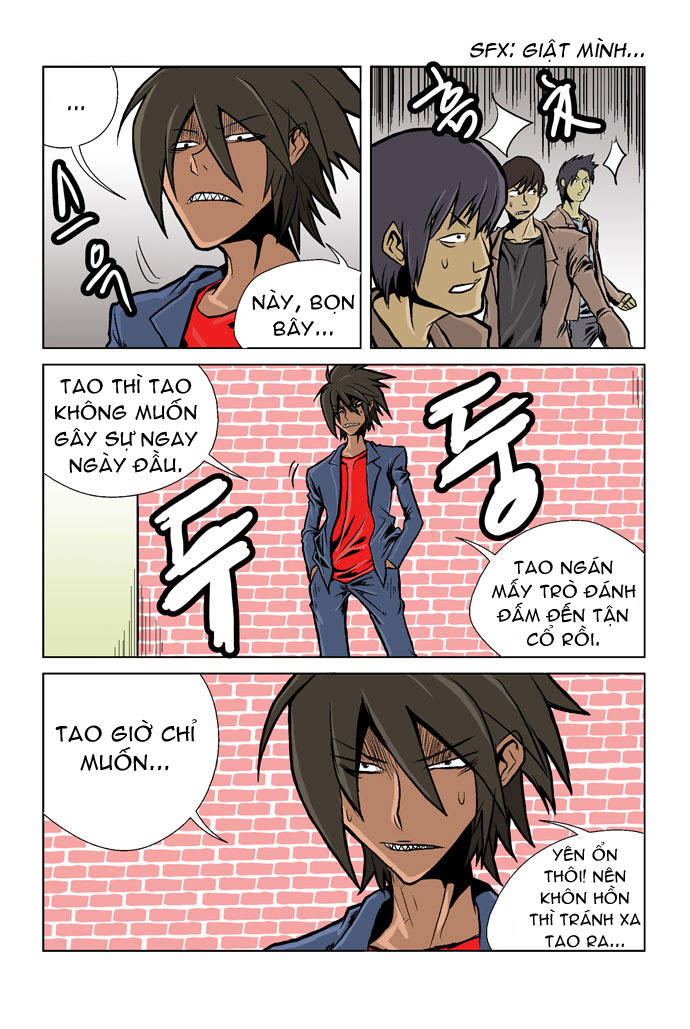 SFX: GIẬT MÌNH...
...
스윽
NÀY, BỌN
BÂY...
흠칫
TAO THÌ TAO
KHÔNG MUỐN
GÂY SỰ NGAY
NGÀY ĐẦU.
두둥
TAO NGÁN
MẤY TRÒ ĐÁNH
ĐẤM ĐẾN TẬN
CỔ RỒI.
TAO GIỜ CHỈ
MUỐN...
YÊN ỔN
THÔI! NÊN
KHÔN HỒN
THÌ TRÁNH XA
TAO RA...